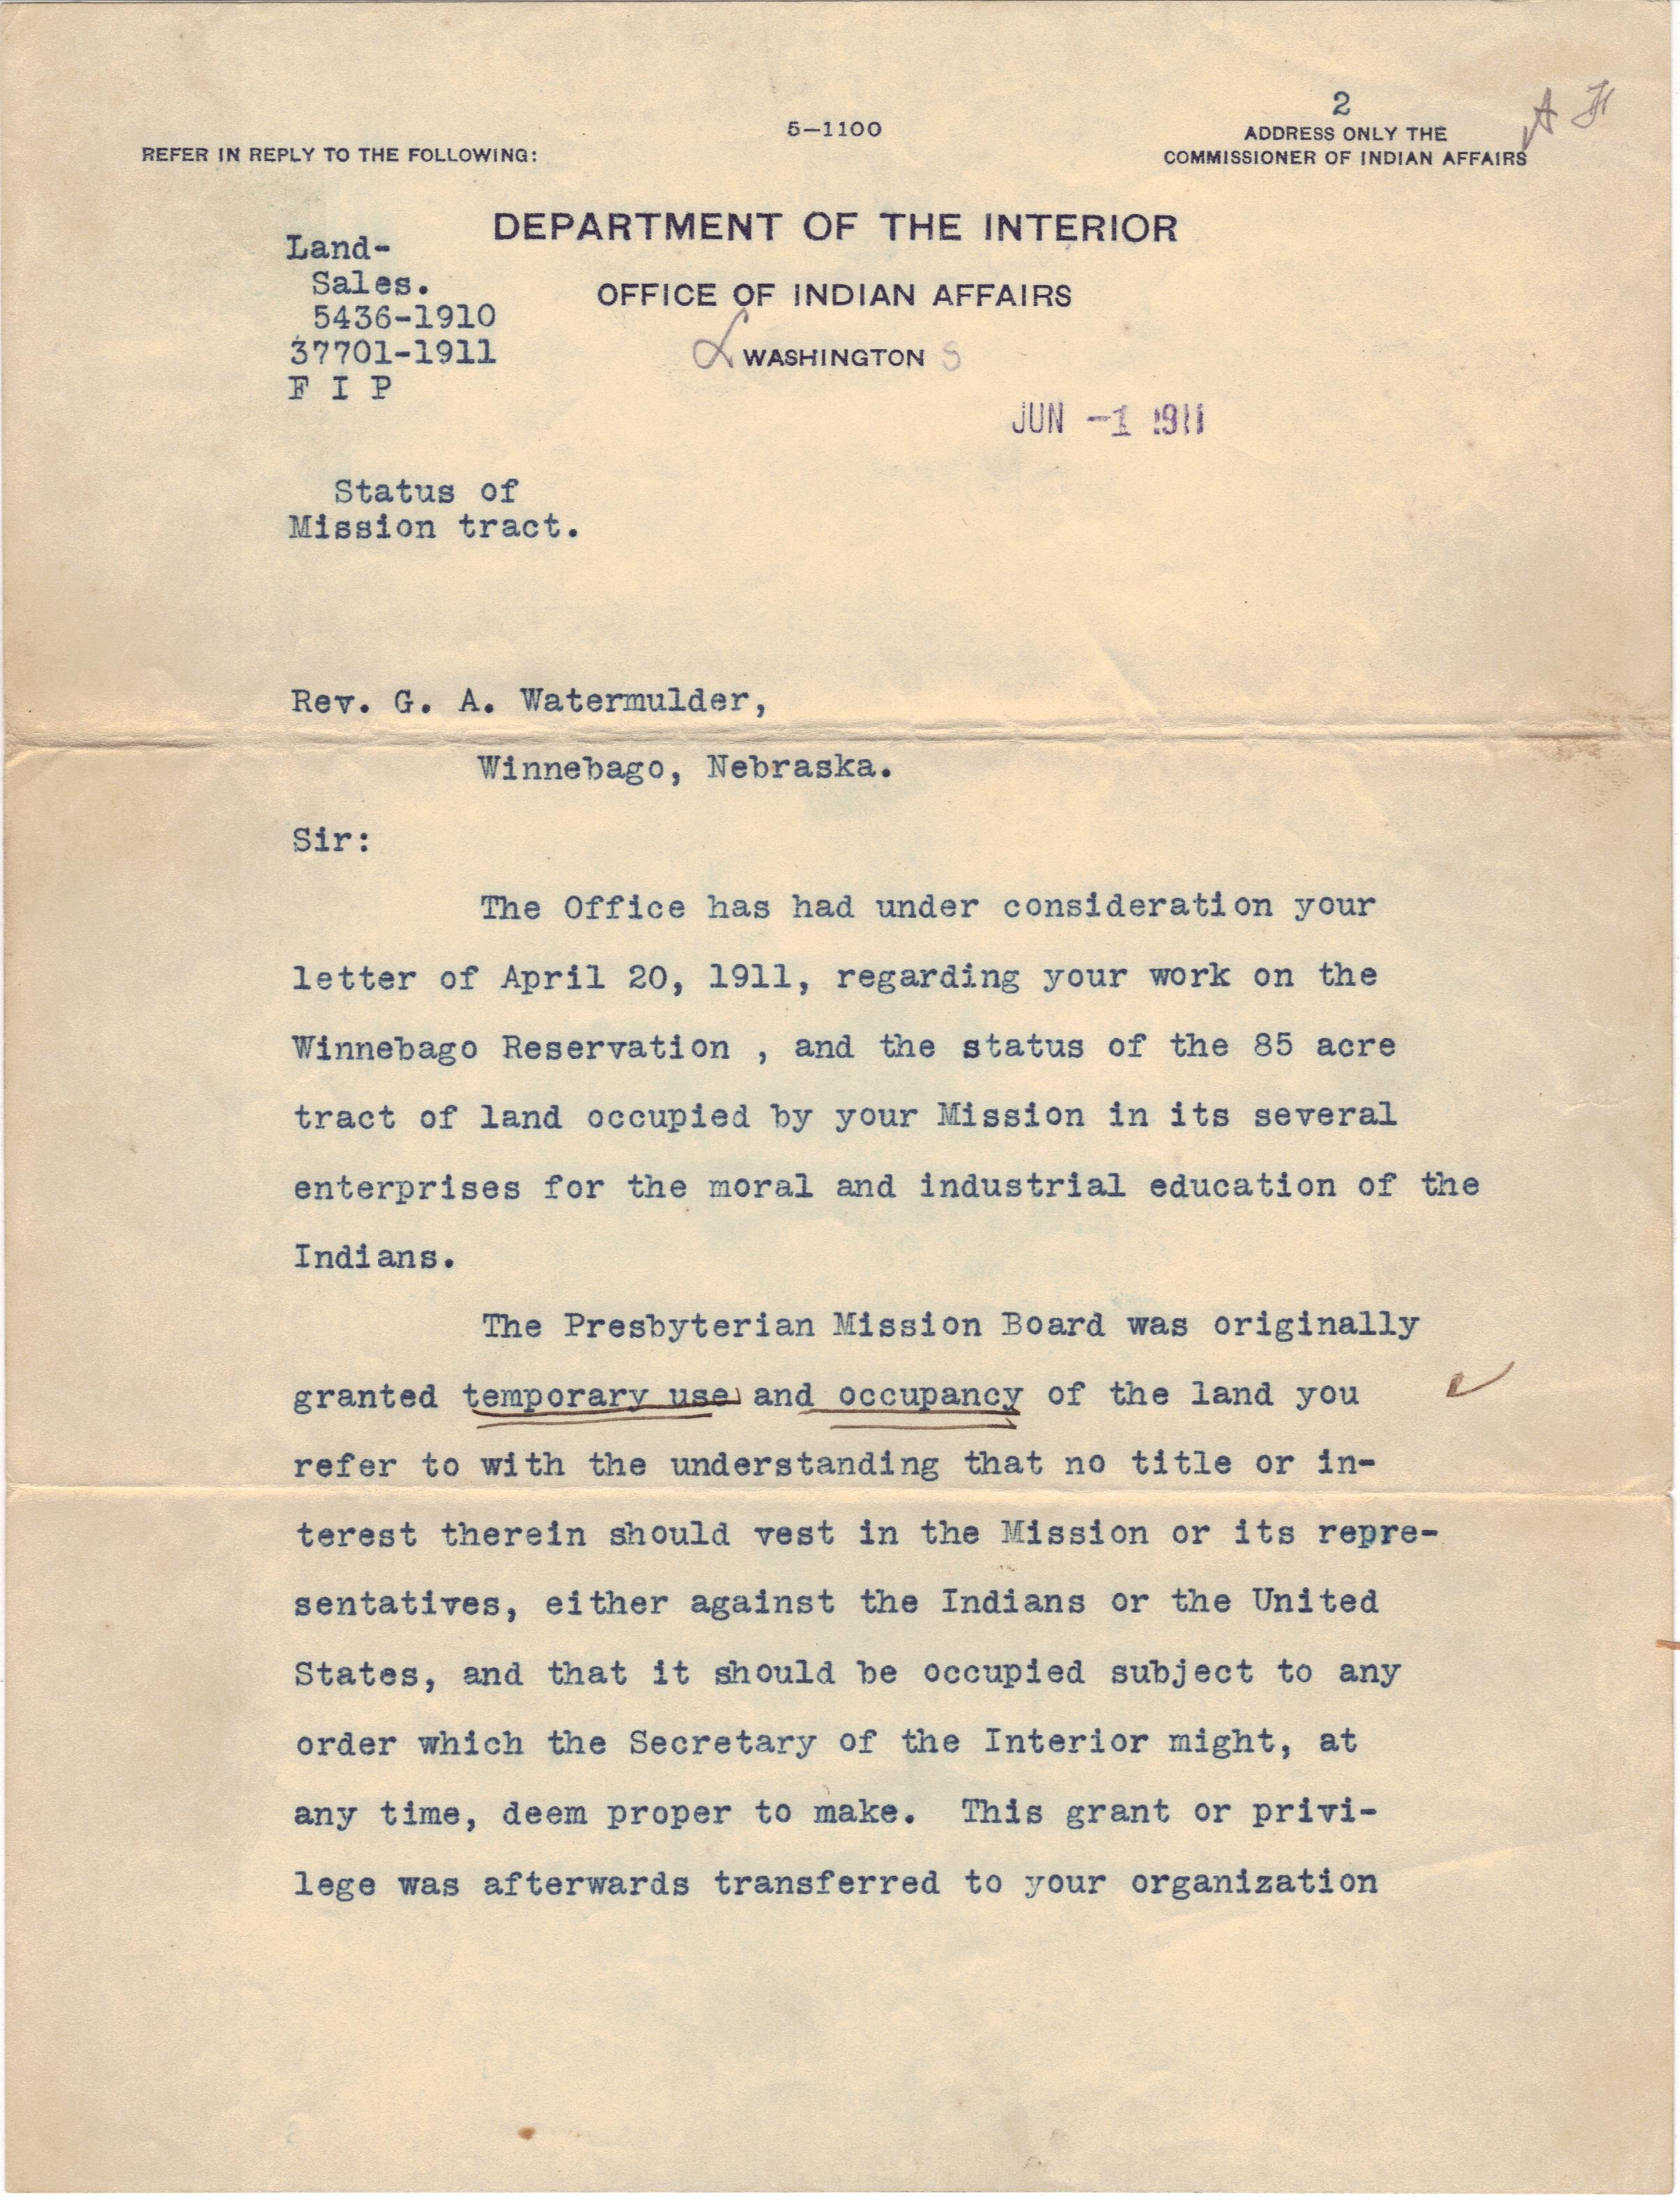 2
A H
5-1100
ADDRESS ONLY THE
REFER IN REPLY TO THE FOLLOWING:
COMMISSIONER OF INDIAN AFFAIRS
DEPARTMENT OF THE INTERIOR
Land-
Sales.
OFFICE OF INDIAN AFFAIRS
5436-1910
37701-1911
L WASHINGTON S
F I P
JUN -1 1911
Status of
Mission tract.
Rev. G. A. Watermulder,
Winnebago, Nebraska.
Sir:
The Office has had under consideration your
letter of April 20, 1911, regarding your work on the
Winnebago Reservation , and the status of the 85 acre
tract of land occupied by your Mission in its several
enterprises for the moral and industrial education of the
Indians.
The Presbyterian Mission Board was originally
granted temporary use and occupancy of the land you
refer to with the understanding that no title or in-
terest therein should vest in the Mission or its repre-
sentatives, either against the Indians or the United
States, and that it should be occupied subject to any
order which the Secretary of the Interior might, at
any time, deem proper to make. This grant or privi-
lege was afterwards transferred to your organization